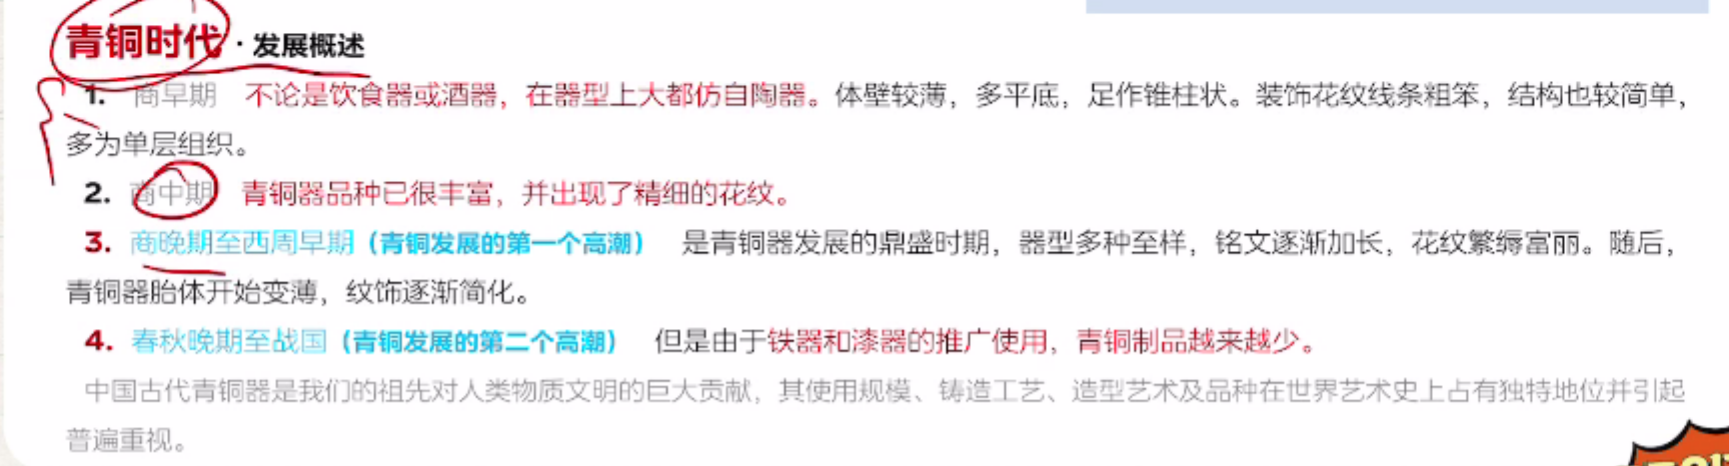 青铜时代 · 发展概述
1. 商早期 不论是饮食器或酒器，在器型上大都仿自陶器。体壁较薄，多平底，足作锥柱状。装饰花纹线条粗笨，结构也较简单，
多为单层组织。
2. 商中期 青铜器品种已很丰富，并出现了精细的花纹。
3. 商晚期至西周早期（青铜发展的第一个高潮） 是青铜器发展的鼎盛时期，器型多种至样，铭文逐渐加长，花纹繁缛富丽。随后，
青铜器胎体开始变薄，纹饰逐渐简化。
4. 春秋晚期至战国（青铜发展的第二个高潮） 但是由于铁器和漆器的推广使用，青铜制品越来越少。
中国古代青铜器是我们的祖先对人类物质文明的巨大贡献，其使用规模、铸造工艺、造型艺术及品种在世界艺术史上占有独特地位并引起
普遍重视。